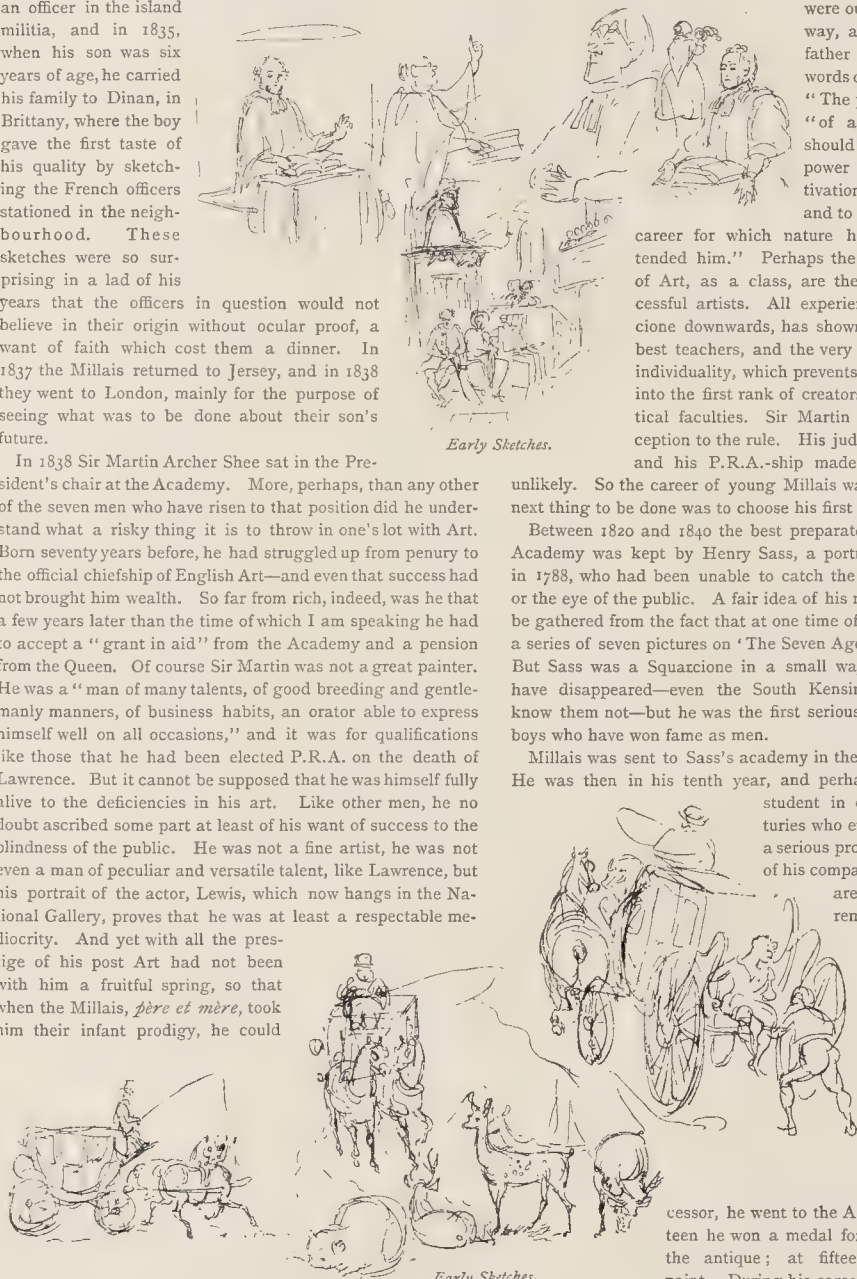 an officer in the island
militia, and in 1835,
when his son was six
years of age, he carried
his family to Dinan, in
Brittany, where the boy
gave the first taste of
his quality by sketch-
ing the French officers
stationed in the neigh-
bourhood. These
sketches were so sur-
prising in a lad of his
years that the officers in question would not
believe in their origin without ocular proof, a
want of faith which cost them a dinner. In
1837 the Millais returned to Jersey, and in 1838
they went to London, mainly for the purpose of
seeing what was to be done about their son's
future.
In 1838 Sir Martin Archer Shee sat in the Pre-
sident's chair at the Academy. More, perhaps, than any other
of the seven men who have risen to that position did he under-
stand what a risky thing it is to throw in one's lot with Art.
Born seventy years before, he had struggled up from penury to
the official chiefship of English Art—and even that success had
not brought him wealth. So far from rich, indeed, was he that
a few years later than the time of which I am speaking he had
to accept a "grant in aid" from the Academy and a pension
from the Queen. Of course Sir Martin was not a great painter.
He was a "man of many talents, of good breeding and gentle-
manly manners, of business habits, an orator able to express
himself well on all occasions," and it was for qualifications
like those that he had been elected P.R.A. on the death of
Lawrence. But it cannot be supposed that he was himself fully
alive to the deficiencies in his art. Like other men, he no
doubt ascribed some part at least of his want of success to the
blindness of the public. He was not a fine artist, he was not
even a man of peculiar and versatile talent, like Lawrence, but
his portrait of the actor, Lewis, which now hangs in the Na-
tional Gallery, proves that he was at least a respectable me-
diocrity. And yet with all the pres-
tige of his post Art had not been
with him a fruitful spring, so that
when the Millais, père et mère, took
him their infant prodigy, he could
Early Sketches.
were
way,
father
words
"The
"of a
should
power
tivation
and to
career for which nature
tended him." Perhaps the
of Art, as a class, are the
cessful artists. All
cione downwards, has shown
best teachers, and the very
individuality, which prevents
into the first rank of
tical faculties. Sir Martin
ception to the rule. His
and his P.R.A.-ship made
unlikely. So the career of young Millais
next thing to be done was to choose his first
Between 1820 and 1840 the best
Academy was kept by Henry Sass, a
in 1788, who had been unable to catch the
or the eye of the public. A fair idea of his
be gathered from the fact that at one time
a series of seven pictures on 'The Seven
But Sass was a Squarcione in a small
have disappeared—even the South
know them not—but he was the first serious
boys who have won fame as men.
Millais was sent to Sass's academy in the
He was then in his tenth year, and
student in
turies who
a serious
of his
are
cessor, he went to the
teen he won a medal
the antique; at
Early Sketches.